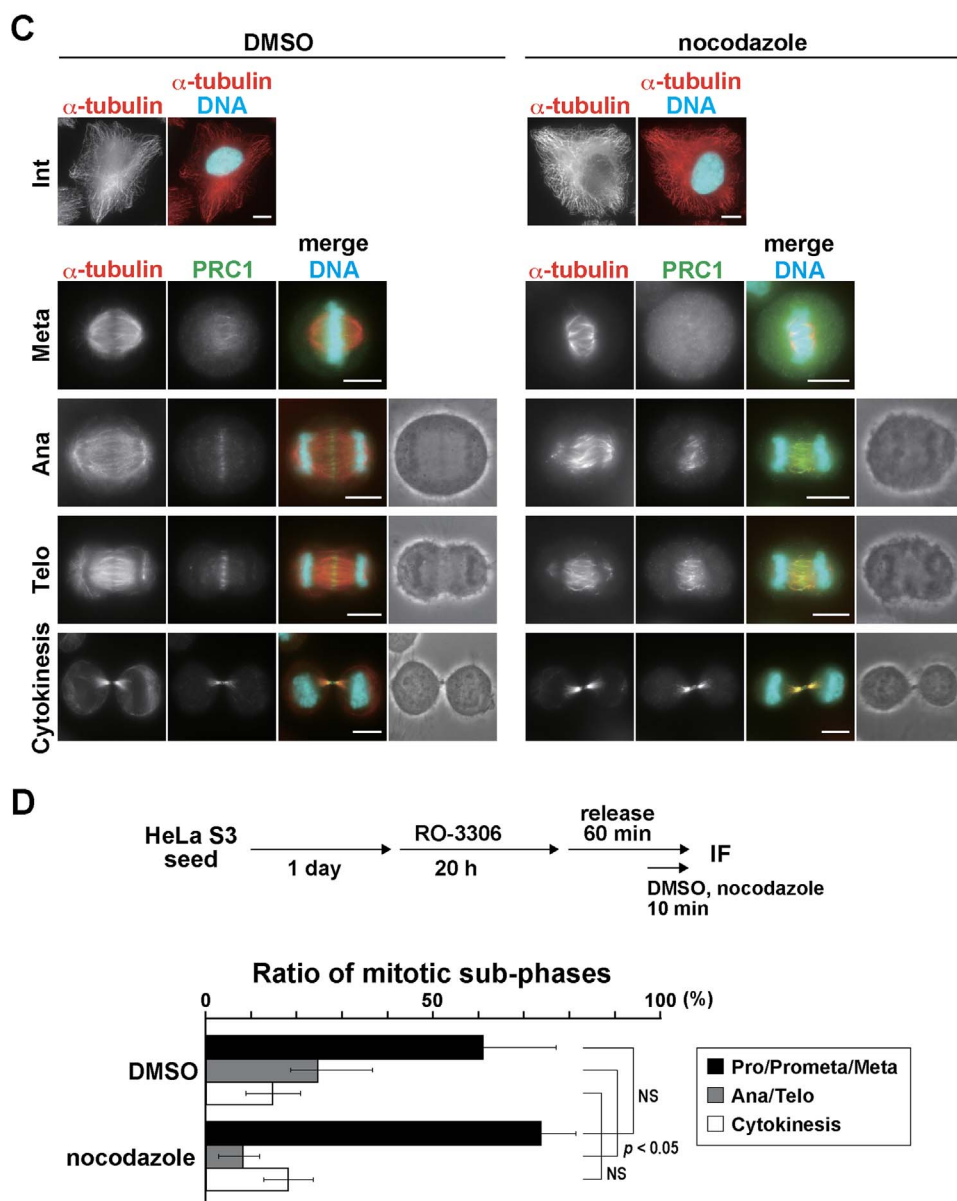 C
DMSO
nocodazole
α-tubulin
α-tubulin
DNA
α-tubulin
α-tubulin
DNA
Int
α-tubulin
PRC1
merge
DNA
α-tubulin
PRC1
merge
DNA
Meta
Ana
Telo
Cytokinesis
D
HeLa S3
seed
1 day
RO-3306
20 h
release
60 min
IF
DMSO, nocodazole
10 min
Ratio of mitotic sub-phases
0 50 100 (%)
DMSO
nocodazole
NS
p < 0.05
NS
Pro/Prometa/Meta
Ana/Telo
Cytokinesis